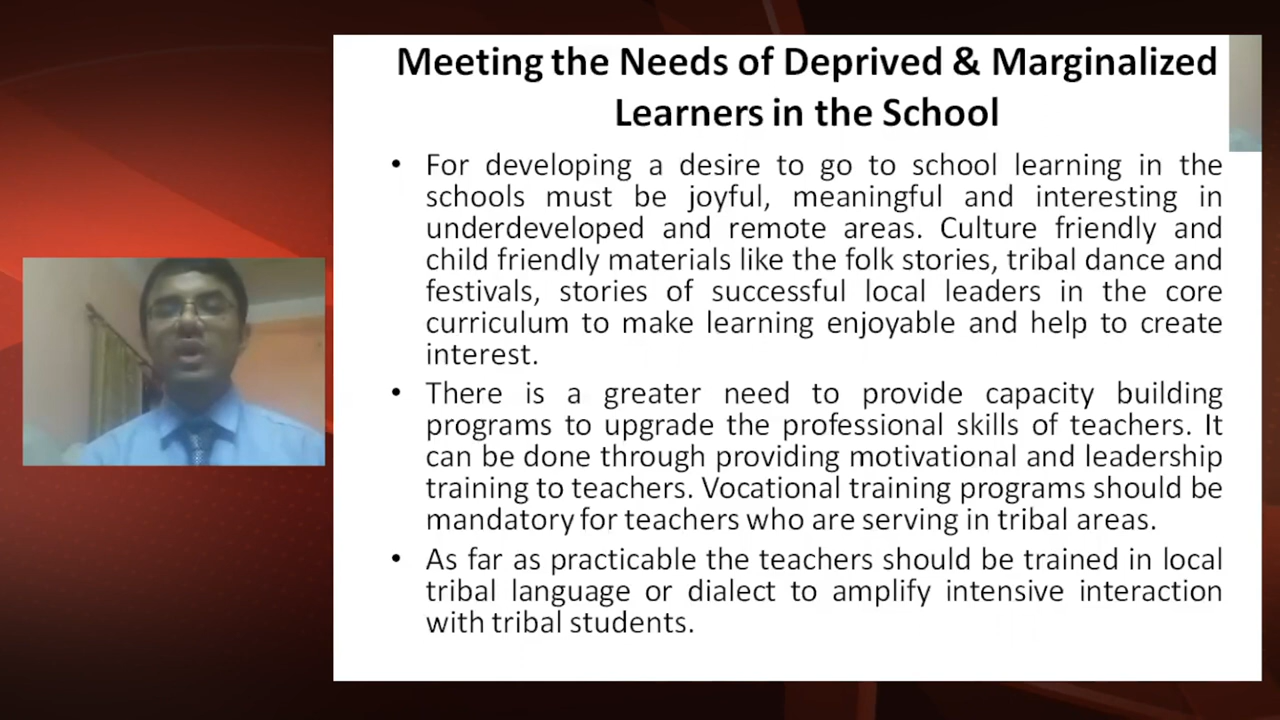 Meeting the Needs of Deprived & Marginalized
Learners in the School
• For developing a desire to go to school learning in the
schools must be joyful, meaningful and interesting in
underdeveloped and remote areas. Culture friendly and
child friendly materials like the folk stories, tribal dance and
festivals, stories of successful local leaders in the core
curriculum to make learning enjoyable and help to create
interest.
• There is a greater need to provide capacity building
programs to upgrade the professional skills of teachers. It
can be done through providing motivational and leadership
training to teachers. Vocational training programs should be
mandatory for teachers who are serving in tribal areas.
• As far as practicable the teachers should be trained in local
tribal language or dialect to amplify intensive interaction
with tribal students.